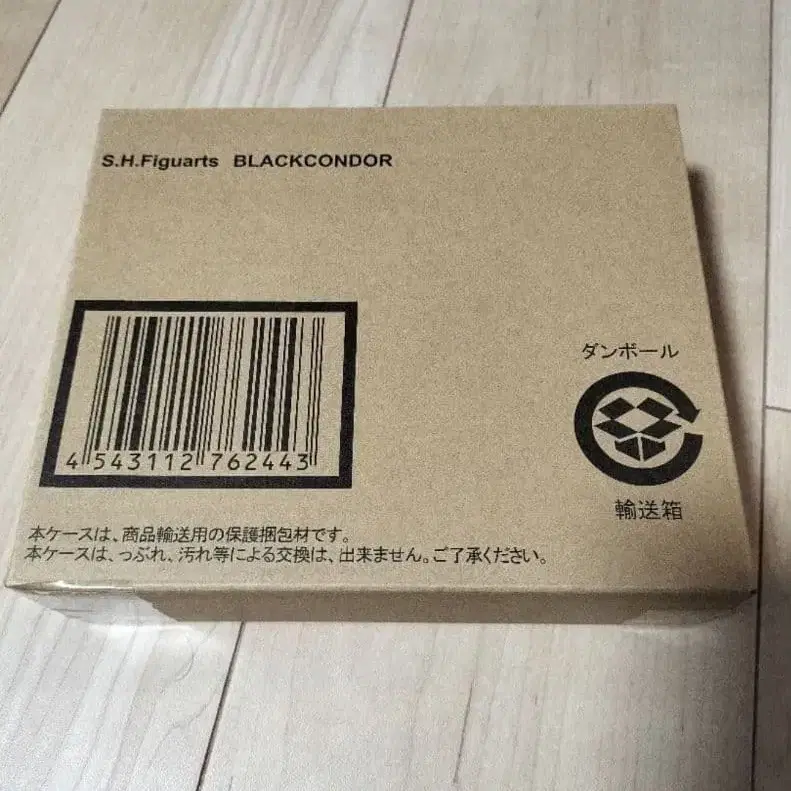 S.H.Figuarts BLACKCONDOR
4 543112 762443
ダンボール
輸送箱
本ケースは、商品輸送用の保護梱包材です。
本ケースは、つぶれ、汚れ等による交換は、出来ません。ご了承ください。